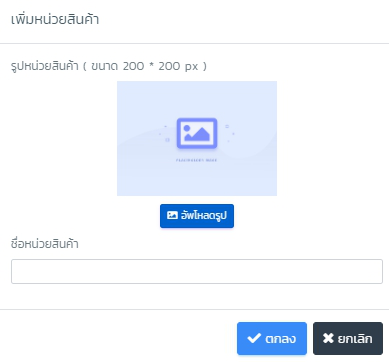 เพิ่มหน่วยสินค้า
รูปหน่วยสินค้า ( ขนาด 200 * 200 px )
อัพโหลดรูป
ชื่อหน่วยสินค้า
ตกลง
ยกเลิก